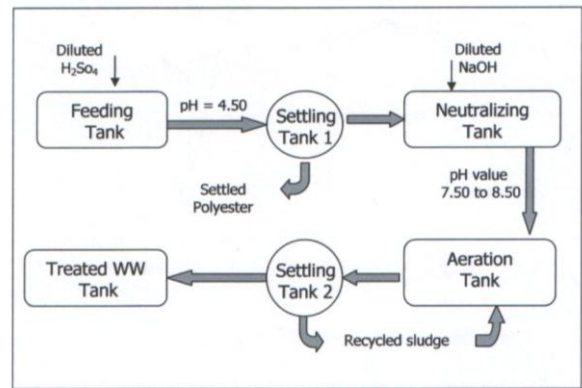 Diluted
H₂So₄
Diluted
NaOH
Feeding
Tank
pH = 4.50
Settling
Tank 1
Neutralizing
Tank
Settled
Polyester
pH value
7.50 to 8.50
Treated WW
Tank
Settling
Tank 2
Aeration
Tank
Recycled sludge